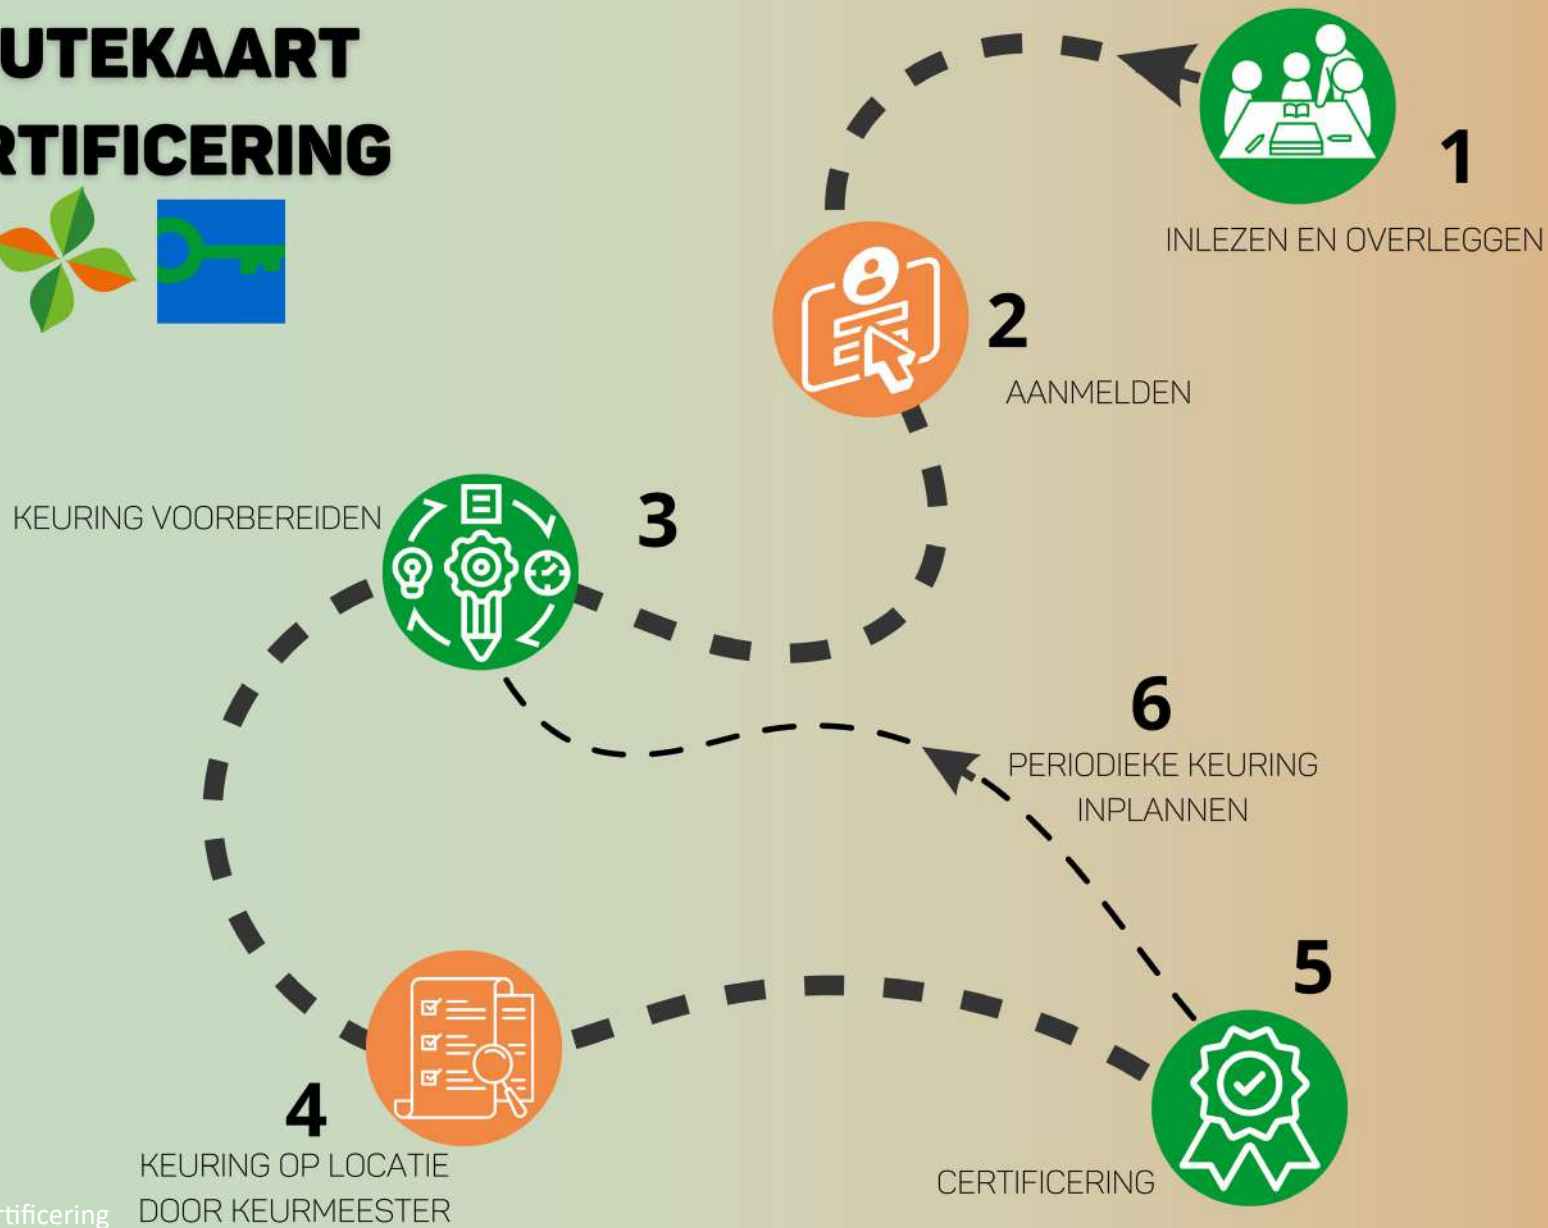 UTEKAART
RTIFICERING
1
INLEZEN EN OVERLEGGEN
2
AANMELDEN
KEURING VOORBEREIDEN
3
6
PERIODIEKE KEURING
INPLANNEN
5
4
KEURING OP LOCATIE
DOOR KEURMEESTER
CERTIFICERING
rtificering